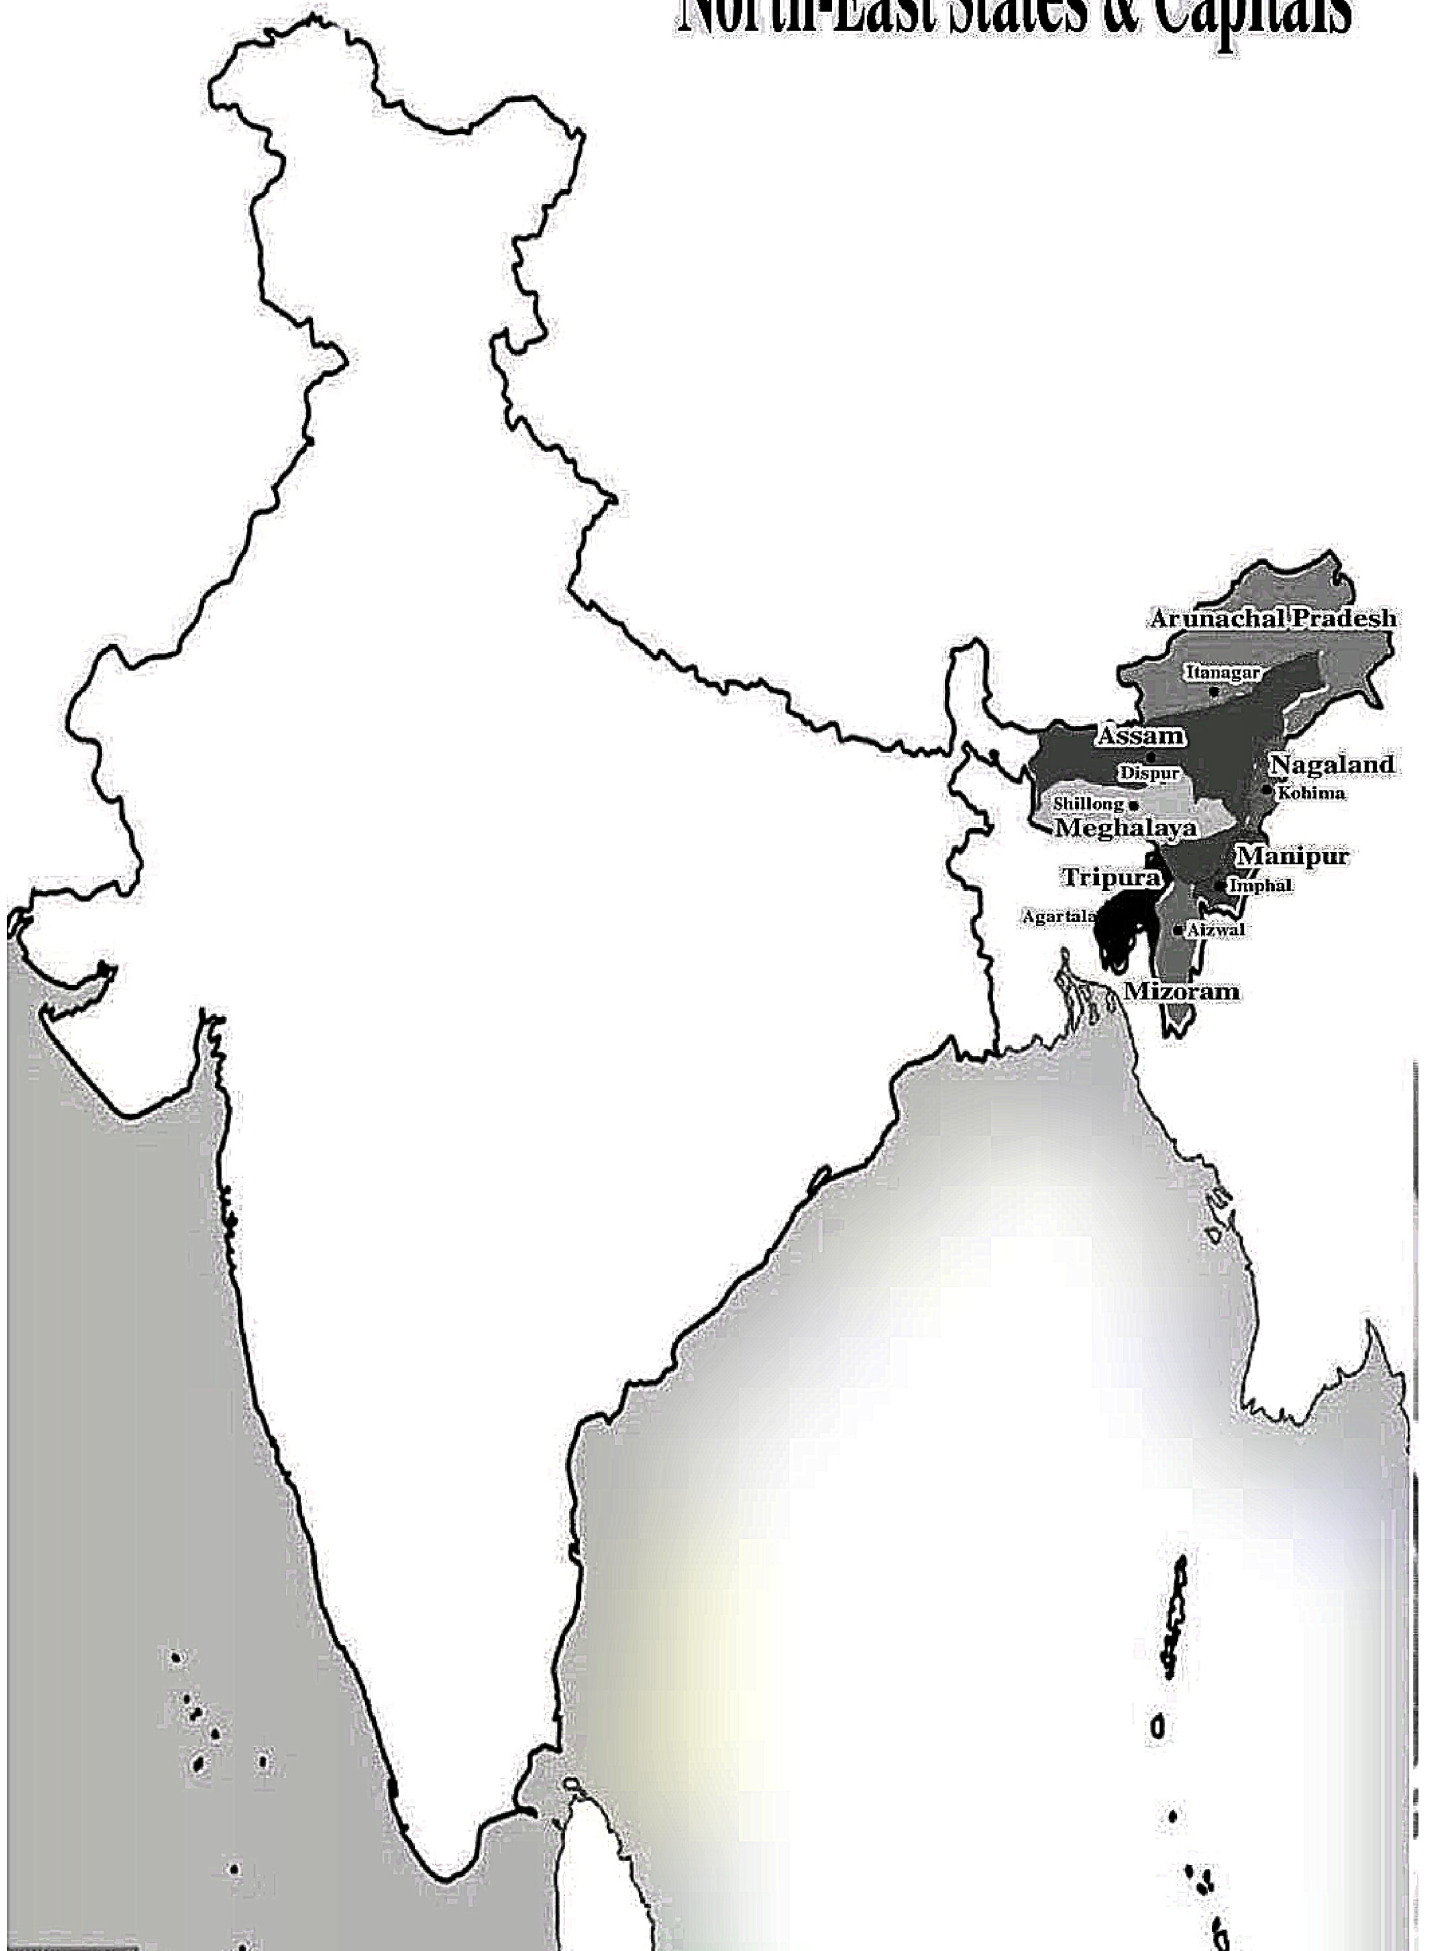 North-East States & Capitals
Arunachal Pradesh
Itanagar
Assam
Dispur
Nagaland
Kohima
Shillong
Meghalaya
Manipur
Imphal
Tripura
Agartala
Aizwal
Mizoram